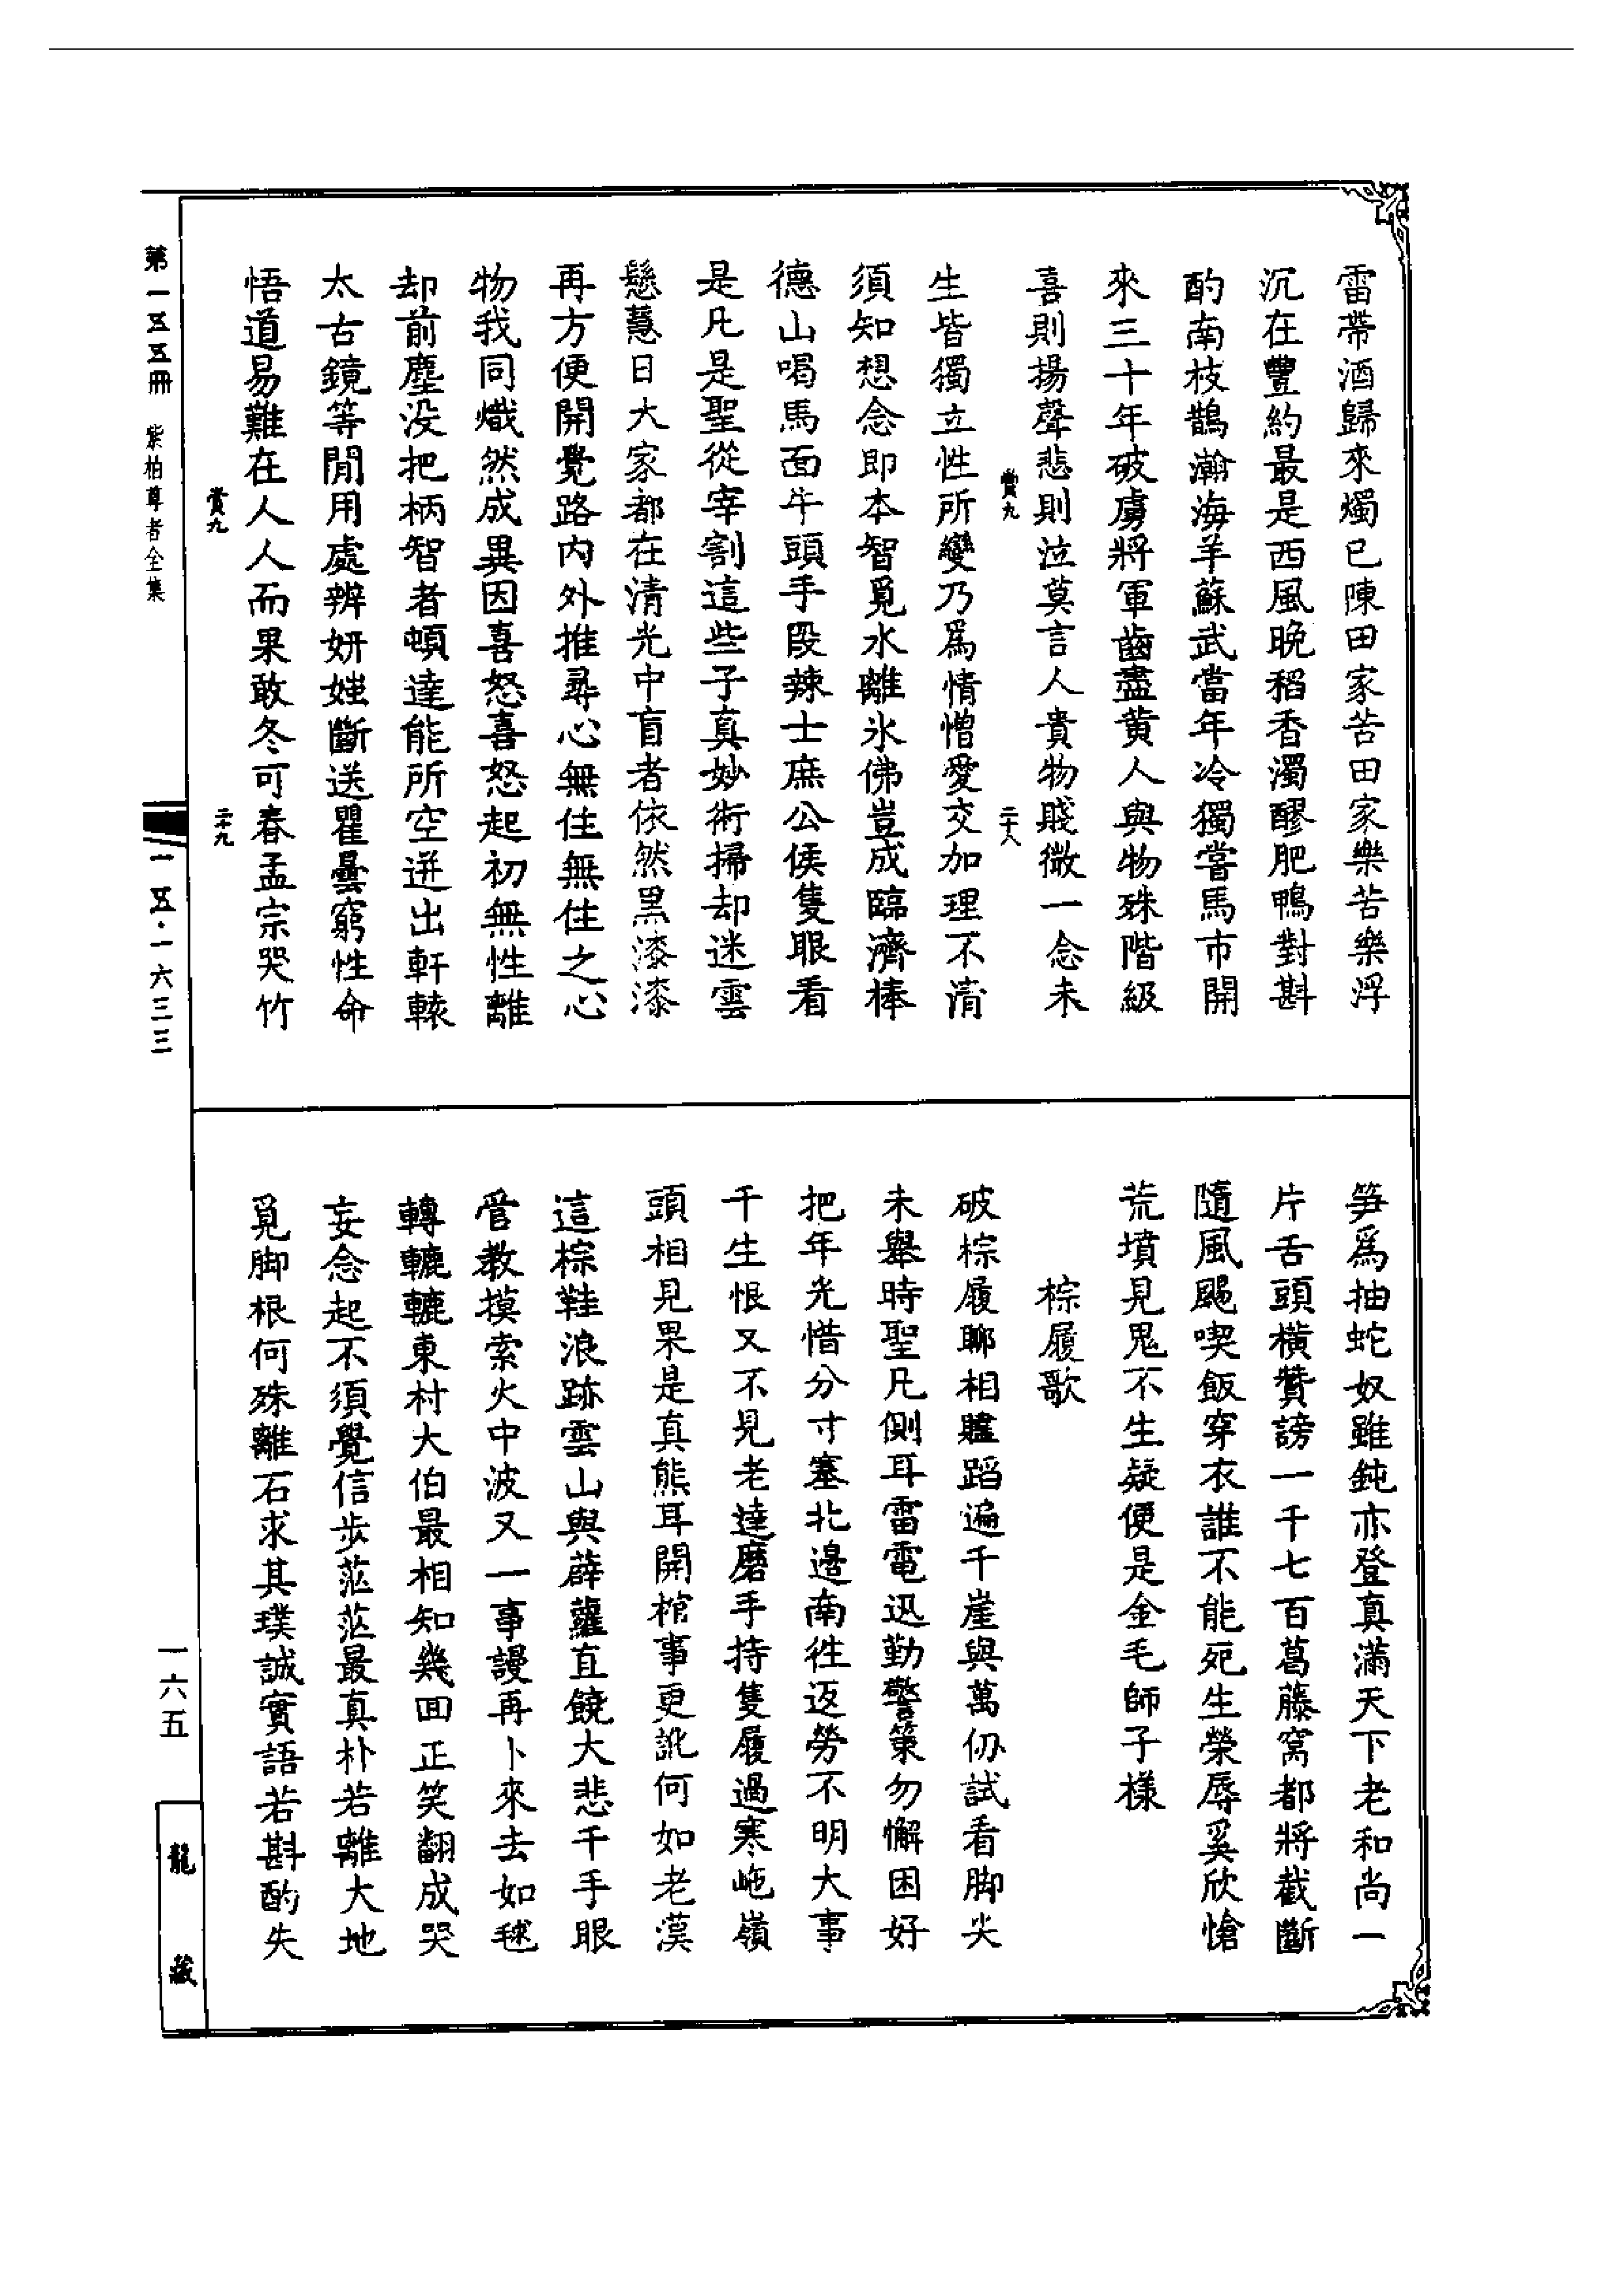 雷帶酒歸來燭已陳田家苦田家樂苦樂浮
沉在豐約最是西風晚稻香濁醪肥鴨對斟
酌南枝鵲瀚海羊蘇武當年冷獨嘗馬市開
來三十年破虜將軍齒盡黃人與物殊階級
喜則揚聲悲則泣莫言人貴物賤微一念未
賞九
二十八
生皆獨立性所變乃爲情憎愛交加理不清
須知想念即本智覓水離氷佛豈成臨濟棒
德山喝馬面牛頭手段辣士庶公侯隻眼看
是凡是聖從宰割這些子真妙術掃却迷雲
懸慧日大家都在清光中盲者依然黑漆漆
再方便開覺路內外推尋心無住無住之心
物我同熾然成異因喜怒喜怒起初無性離
却前塵没把柄智者頓達能所空迸出軒轅
太古鏡等閒用處辨妍媸斷送瞿曇窮性命
悟道易難在人人而果敢冬可春孟宗哭竹
賞九
二十九
笋爲抽蛇奴雖鈍亦登真滿天下老和尚一
片舌頭橫贊謗一千七百葛藤窩都將截斷
隨風颺喫飯穿衣誰不能死生榮辱奚欣愴
荒墳見鬼不生疑便是金毛師子樣
棕履歌
破棕履聊相䠟蹈遍千崖與萬仞試看脚尖
未舉時聖凡側耳雷電迅勤警策勿懈困好
把年光惜分寸塞北邊南徃返勞不明大事
千生恨又不見老達磨手持隻履過寒岮嶺
頭相見果是真熊耳開棺事更訛何如老漢
這棕鞋浪跡雲山與薜蘿直饒大悲千手眼
管教摸索火中波又一事謾再卜來去如毬
轉轆轆東村大伯最相知幾回正笑翻成哭
妄念起不須覺信步茫茫最真朴若離大地
覓脚根何殊離石求其璞誠實語若斟酌失
第一五五冊 紫柏尊者全集
一五五·一六三三
一六五
龍藏